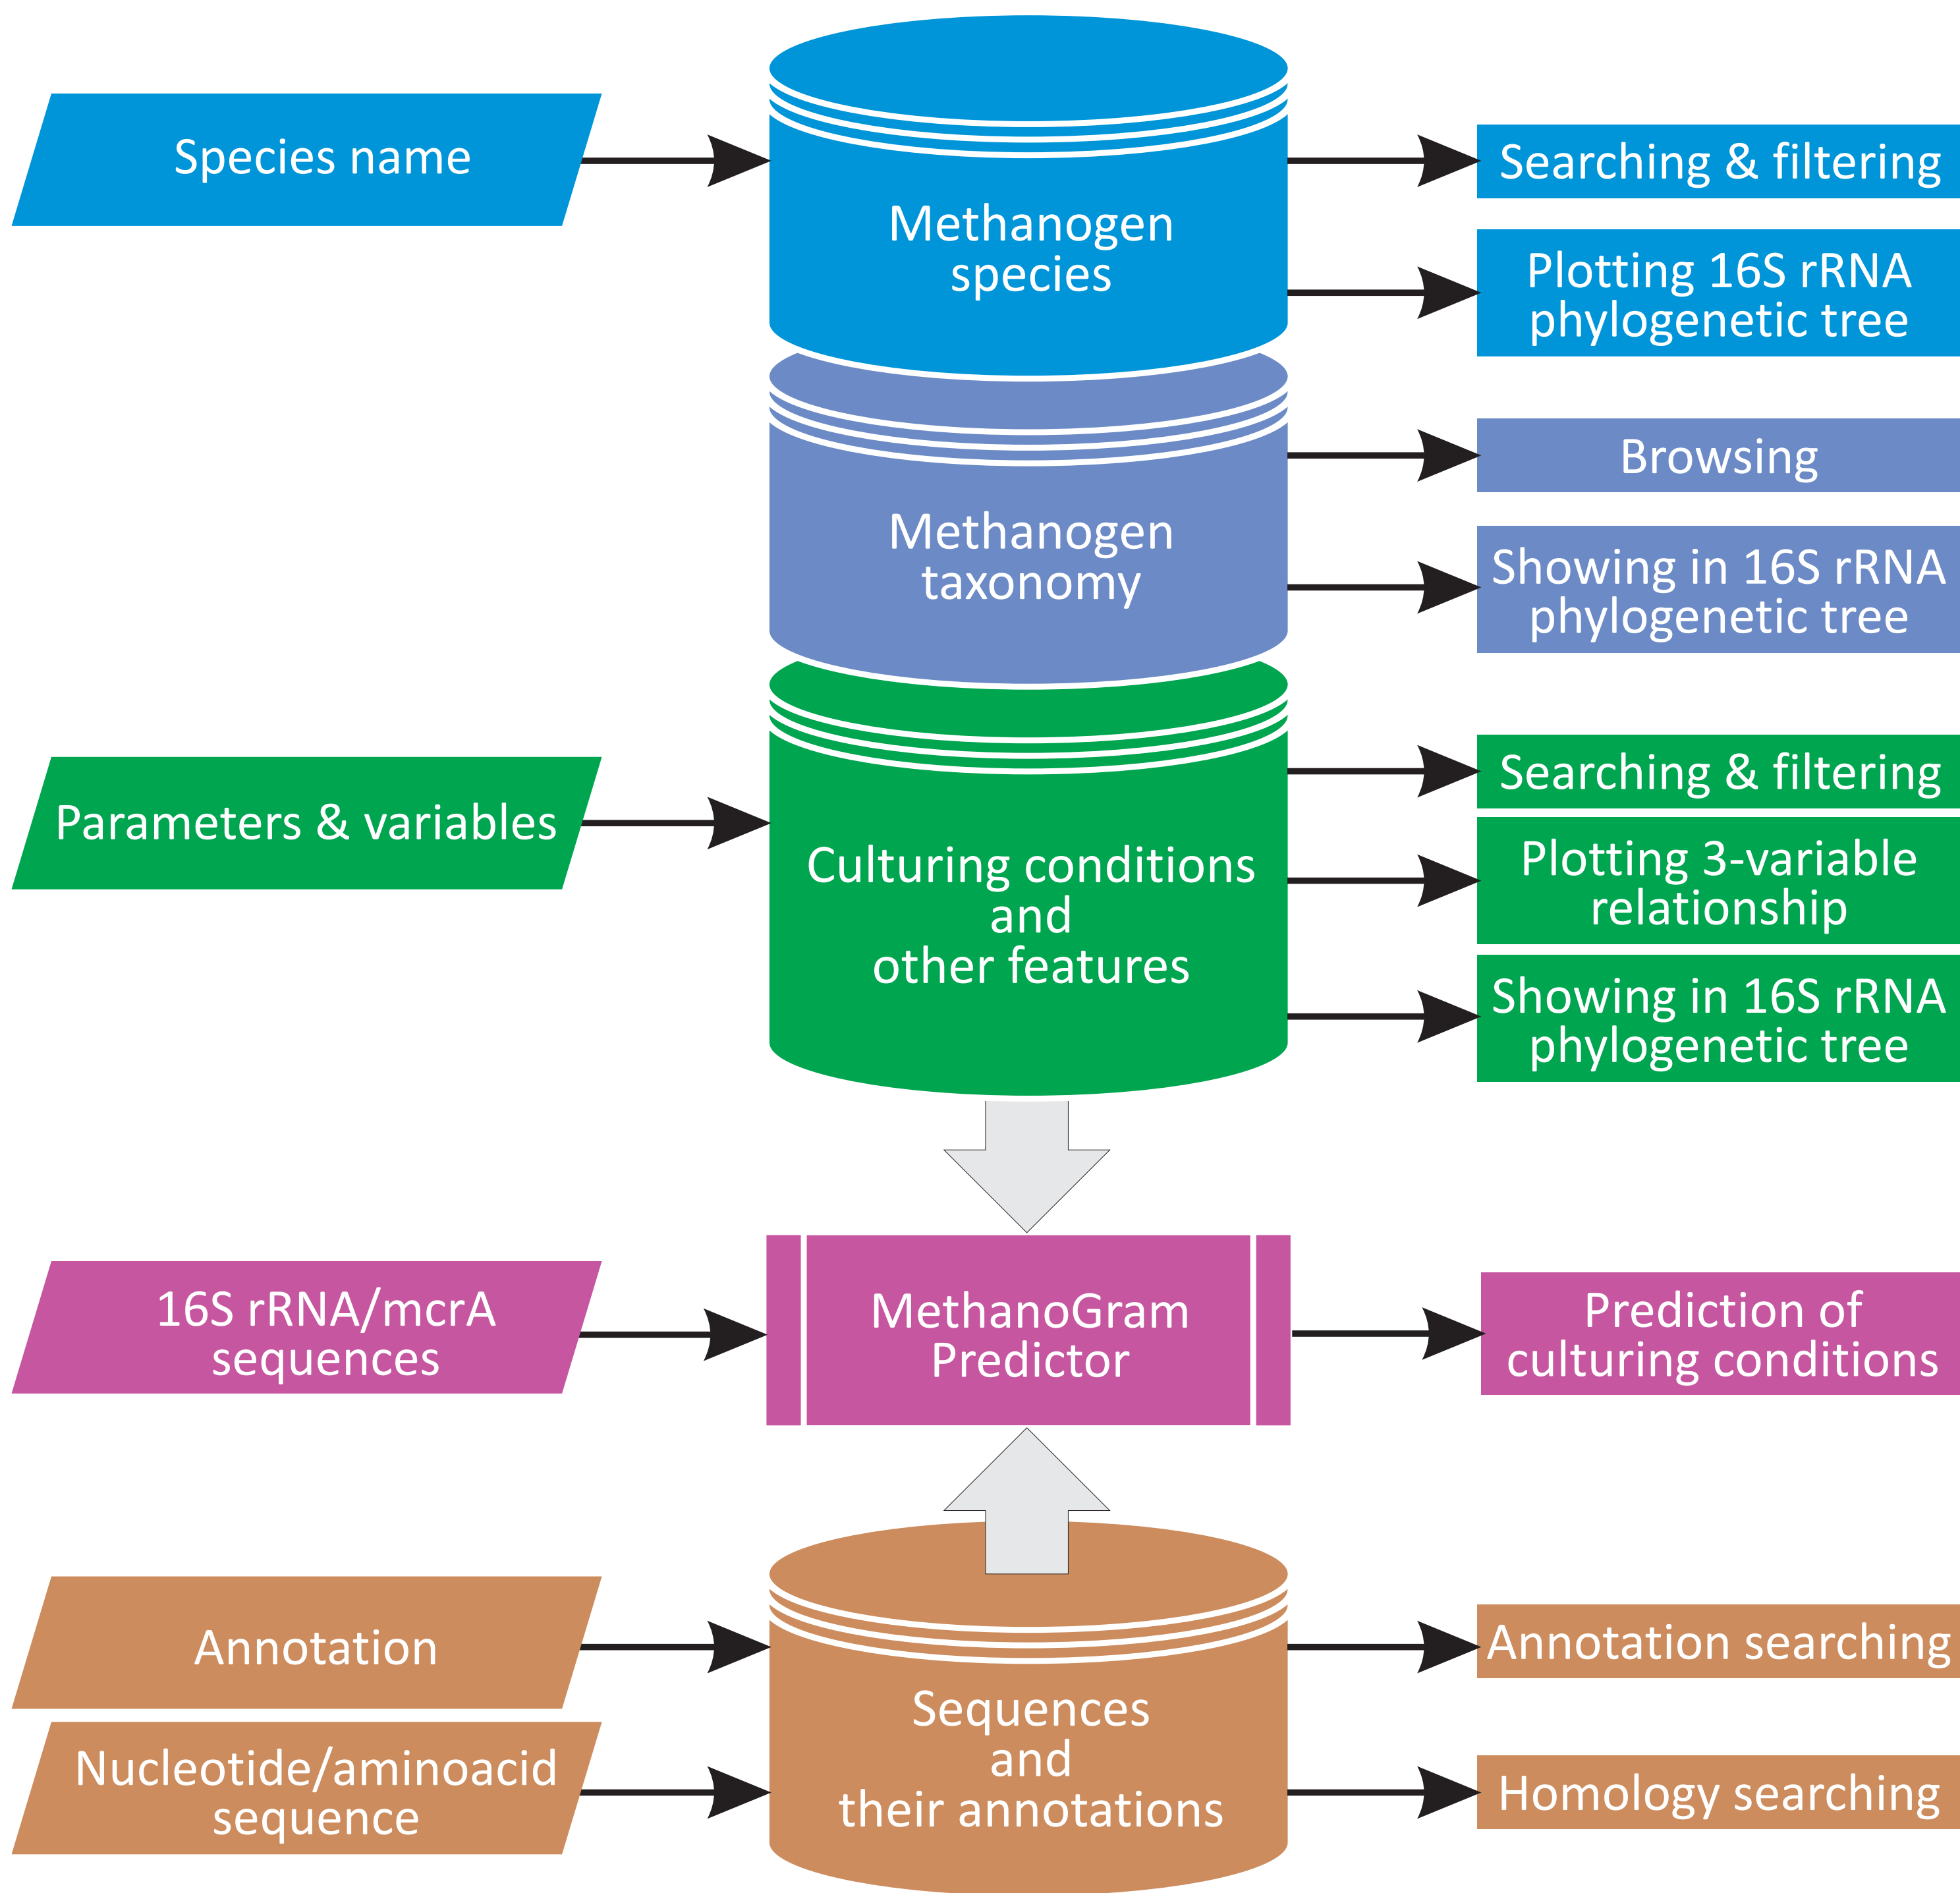 Species name
Methanogen
species
Searching & filtering
Plotting 16S rRNA
phylogenetic tree
Methanogen
taxonomy
Browsing
Showing in 16S rRNA
phylogenetic tree
Parameters & variables
Culturing conditions
and
other features
Searching & filtering
Plotting 3-variable
relationship
Showing in 16S rRNA
phylogenetic tree
16S rRNA/mcrA
sequences
MethanoGram
Predictor
Prediction of
culturing conditions
Annotation
Nucleotide/aminoacid
sequence
Sequences
and
their annotations
Annotation searching
Homology searching